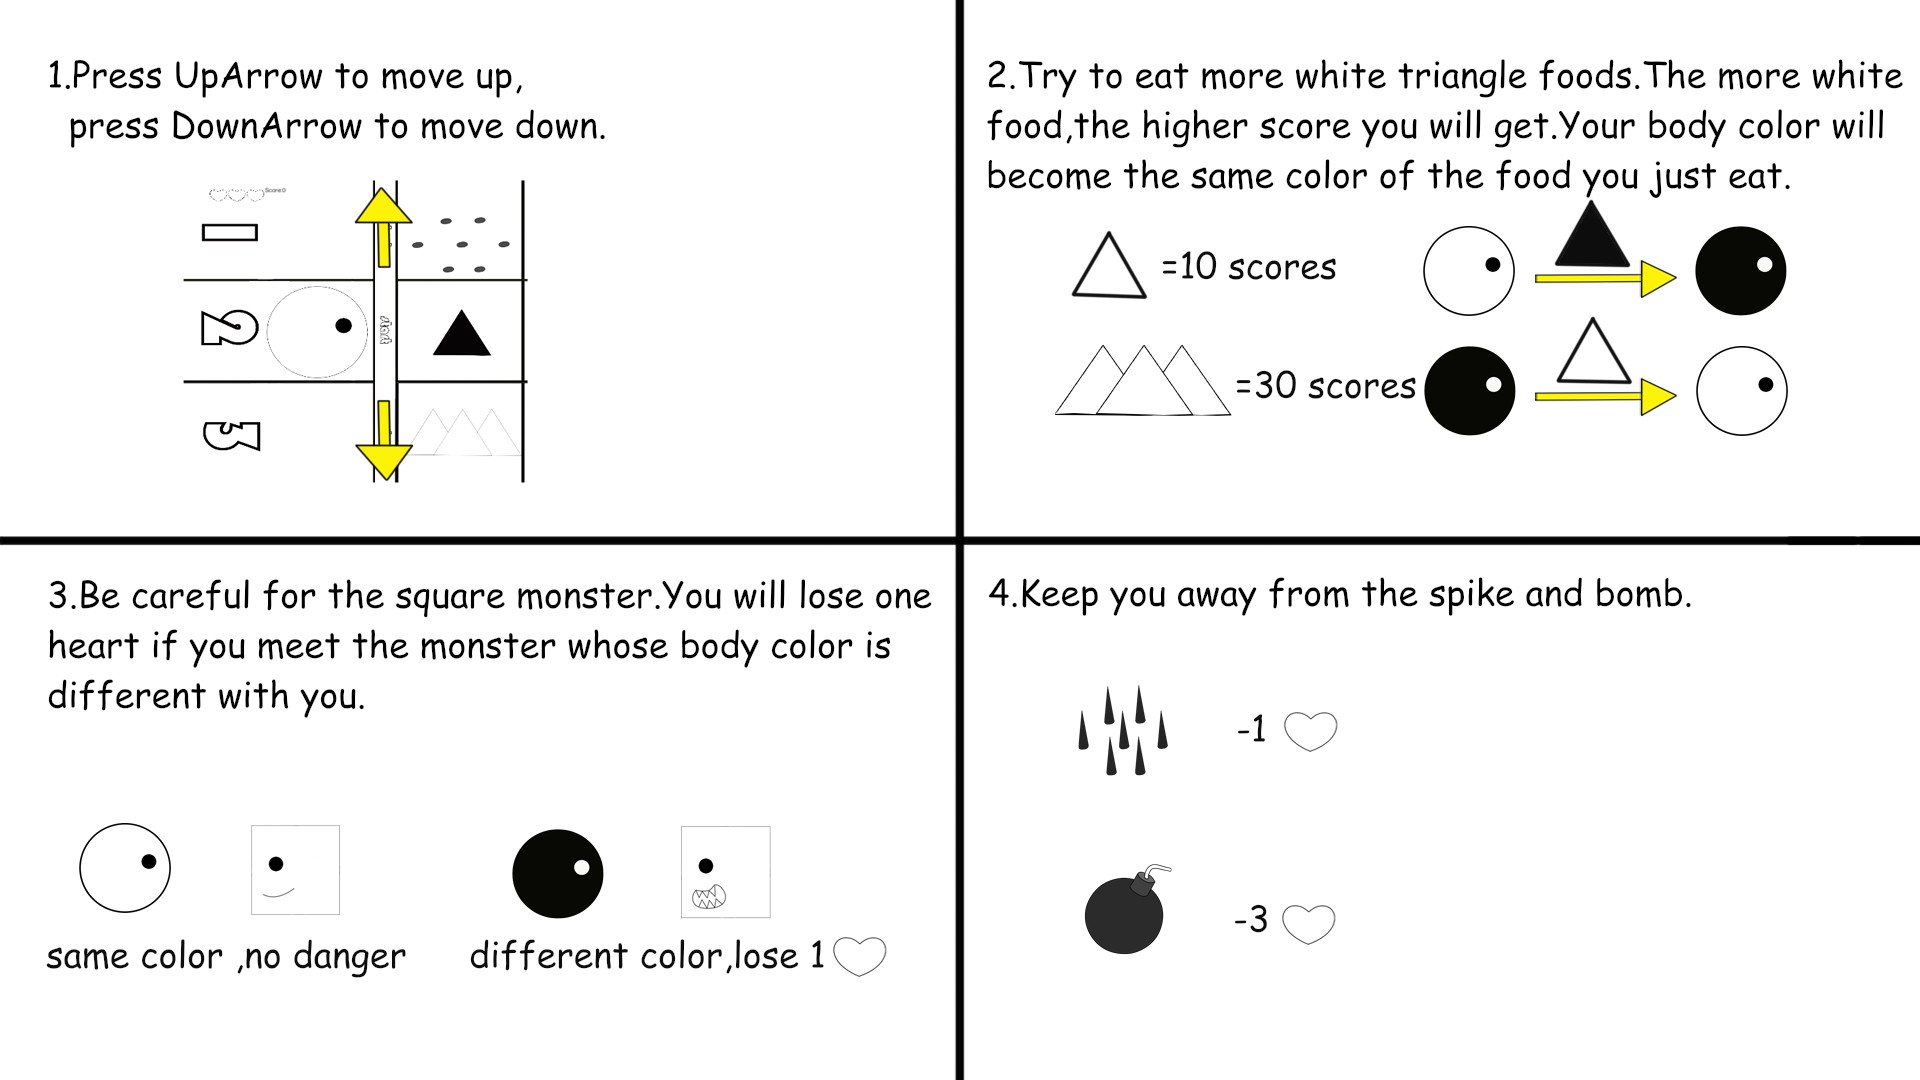 1.Press UpArrow to move up,
press DownArrow to move down.
Score:0
1
2
Start
3
2.Try to eat more white triangle foods.The more white
food,the higher score you will get.Your body color will
become the same color of the food you just eat.
=10 scores
=30 scores
3.Be careful for the square monster.You will lose one
heart if you meet the monster whose body color is
different with you.
same color ,no danger
different color,lose 1
4.Keep you away from the spike and bomb.
-1
-3